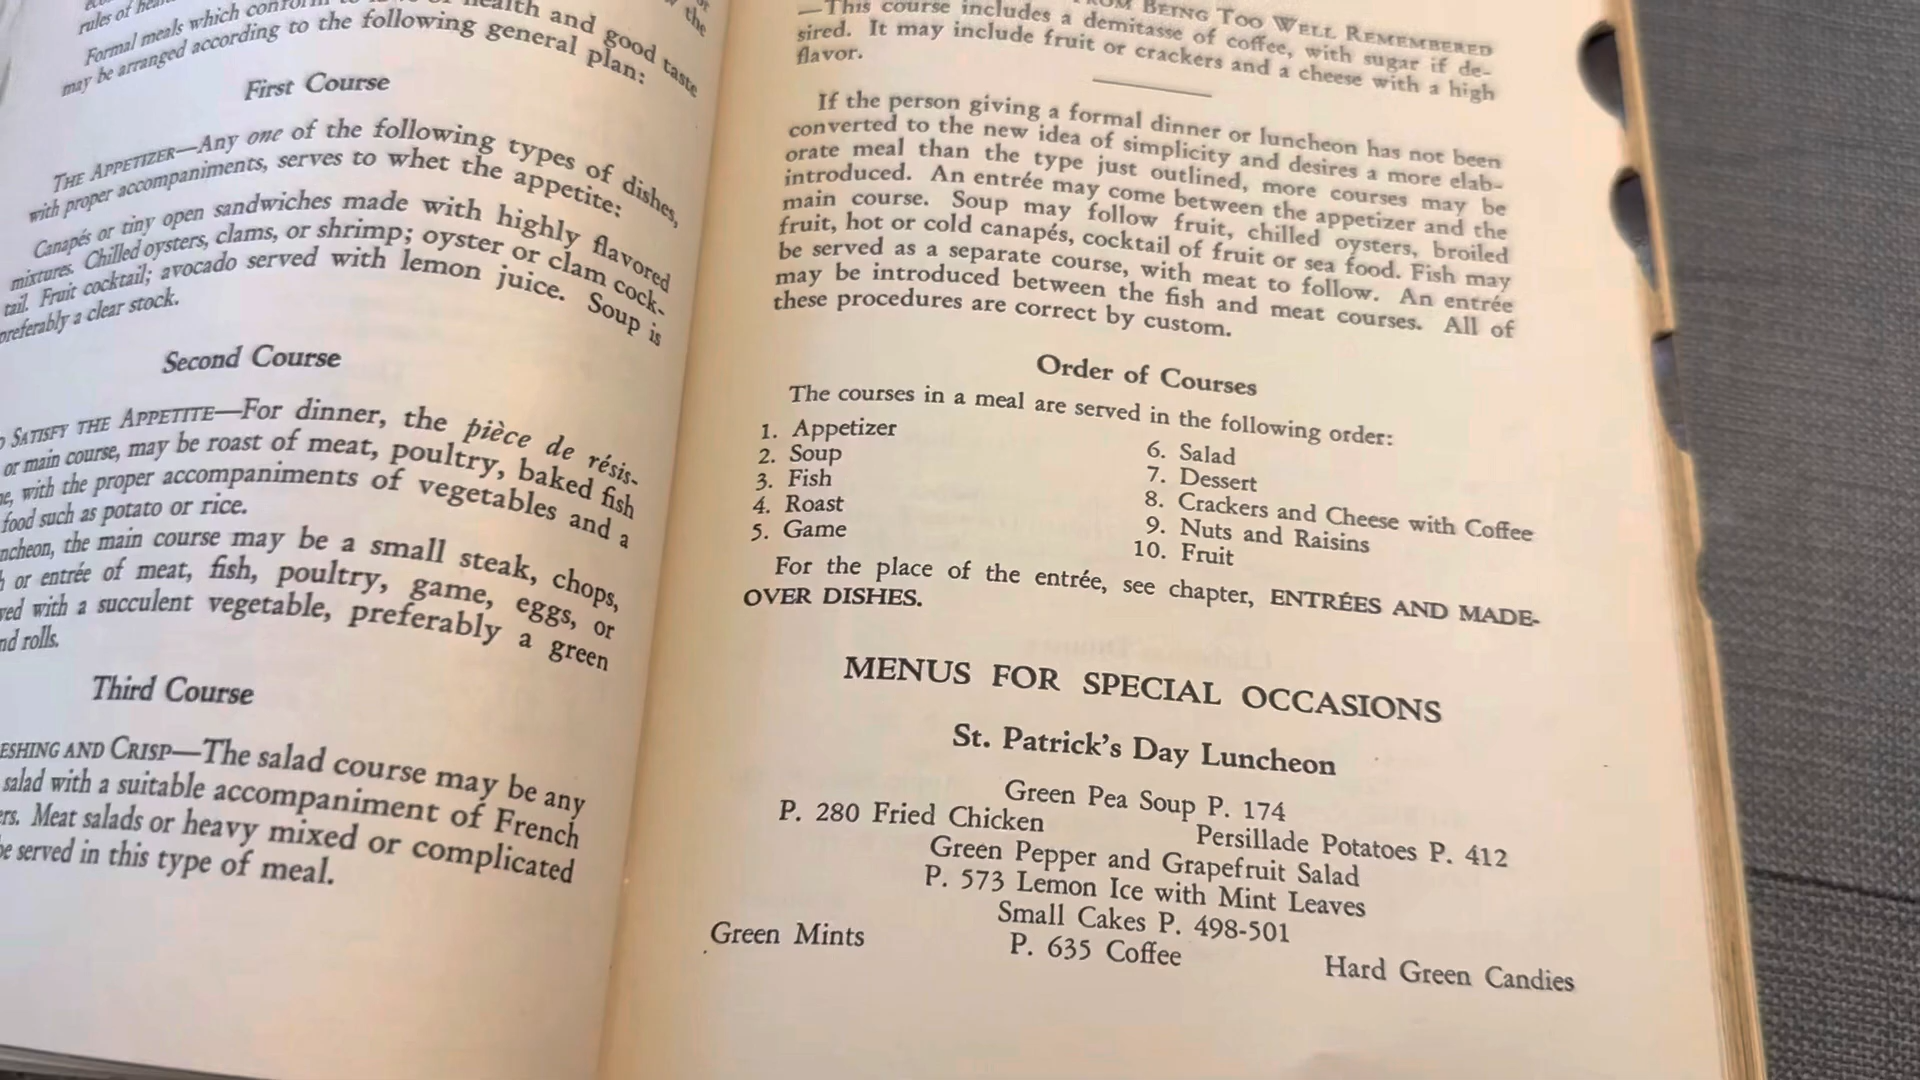 rules of
Formal meals which conform to health and good taste
may be arranged according to the following general plan:
First Course
THE APPETIZER—Any one of the following types of dishes,
with proper accompaniments, serves to whet the appetite:
Canapés or tiny open sandwiches made with highly flavored
mixtures. Chilled oysters, clams, or shrimp; oyster or clam cock-
tail. Fruit cocktail; avocado served with lemon juice. Soup is
preferably a clear stock.
Second Course
SATISFY THE APPETITE—For dinner, the pièce de résis-
or main course, may be roast of meat, poultry, baked fish
with the proper accompaniments of vegetables and a
food such as potato or rice.
the main course may be a small steak, chops,
or entrée of meat, fish, poultry, game, eggs, or
with a succulent vegetable, preferably a green
rolls.
Third Course
AND CRISP—The salad course may be any
salad with a suitable accompaniment of French
Meat salads or heavy mixed or complicated
be served in this type of meal.
BEING TOO WELL REMEMBERED
—This course includes a demitasse of coffee, with sugar if de-
sired. It may include fruit or crackers and a cheese with a high
flavor.
If the person giving a formal dinner or luncheon has not been
converted to the new idea of simplicity and desires a more elab-
orate meal than the type just outlined, more courses may be
introduced. An entrée may come between the appetizer and the
main course. Soup may follow fruit, chilled oysters, broiled
fruit, hot or cold canapés, cocktail of fruit or sea food. Fish may
be served as a separate course, with meat to follow. An entrée
may be introduced between the fish and meat courses. All of
these procedures are correct by custom.
Order of Courses
The courses in a meal are served in the following order:
1. Appetizer
2. Soup
3. Fish
4. Roast
5. Game
6. Salad
7. Dessert
8. Crackers and Cheese with Coffee
9. Nuts and Raisins
10. Fruit
For the place of the entrée, see chapter, ENTRÉES AND MADE-
OVER DISHES.
MENUS FOR SPECIAL OCCASIONS
St. Patrick's Day Luncheon
Green Pea Soup P. 174
P. 280 Fried Chicken Persillade Potatoes P. 412
Green Pepper and Grapefruit Salad
P. 573 Lemon Ice with Mint Leaves
Small Cakes P. 498-501
Green Mints P. 635 Coffee Hard Green Candies